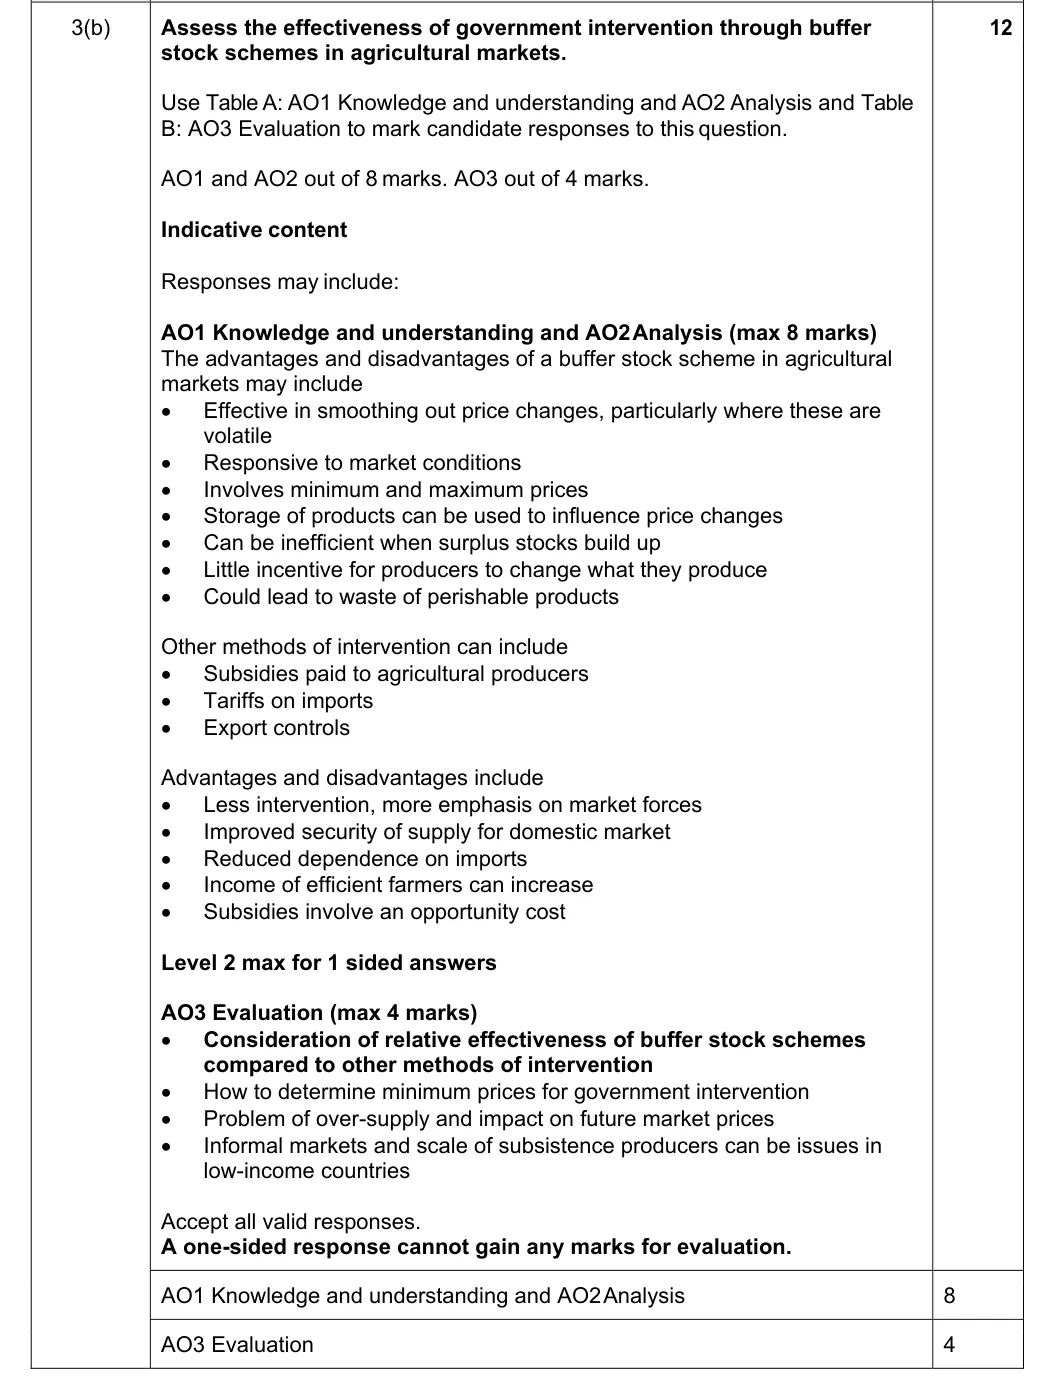 3(b) Assess the effectiveness of government intervention through buffer 12
stock schemes in agricultural markets.
Use Table A: AO1 Knowledge and understanding and AO2 Analysis and Table
B: AO3 Evaluation to mark candidate responses to this question.
AO1 and AO2 out of 8 marks. AO3 out of 4 marks.
Indicative content
Responses may include:
AO1 Knowledge and understanding and AO2 Analysis (max 8 marks)
The advantages and disadvantages of a buffer stock scheme in agricultural
markets may include
• Effective in smoothing out price changes, particularly where these are
volatile
• Responsive to market conditions
• Involves minimum and maximum prices
• Storage of products can be used to influence price changes
• Can be inefficient when surplus stocks build up
• Little incentive for producers to change what they produce
• Could lead to waste of perishable products
Other methods of intervention can include
• Subsidies paid to agricultural producers
• Tariffs on imports
• Export controls
Advantages and disadvantages include
• Less intervention, more emphasis on market forces
• Improved security of supply for domestic market
• Reduced dependence on imports
• Income of efficient farmers can increase
• Subsidies involve an opportunity cost
Level 2 max for 1 sided answers
AO3 Evaluation (max 4 marks)
• Consideration of relative effectiveness of buffer stock schemes
compared to other methods of intervention
• How to determine minimum prices for government intervention
• Problem of over-supply and impact on future market prices
• Informal markets and scale of subsistence producers can be issues in
low-income countries
Accept all valid responses.
A one-sided response cannot gain any marks for evaluation.
AO1 Knowledge and understanding and AO2 Analysis 8
AO3 Evaluation 4